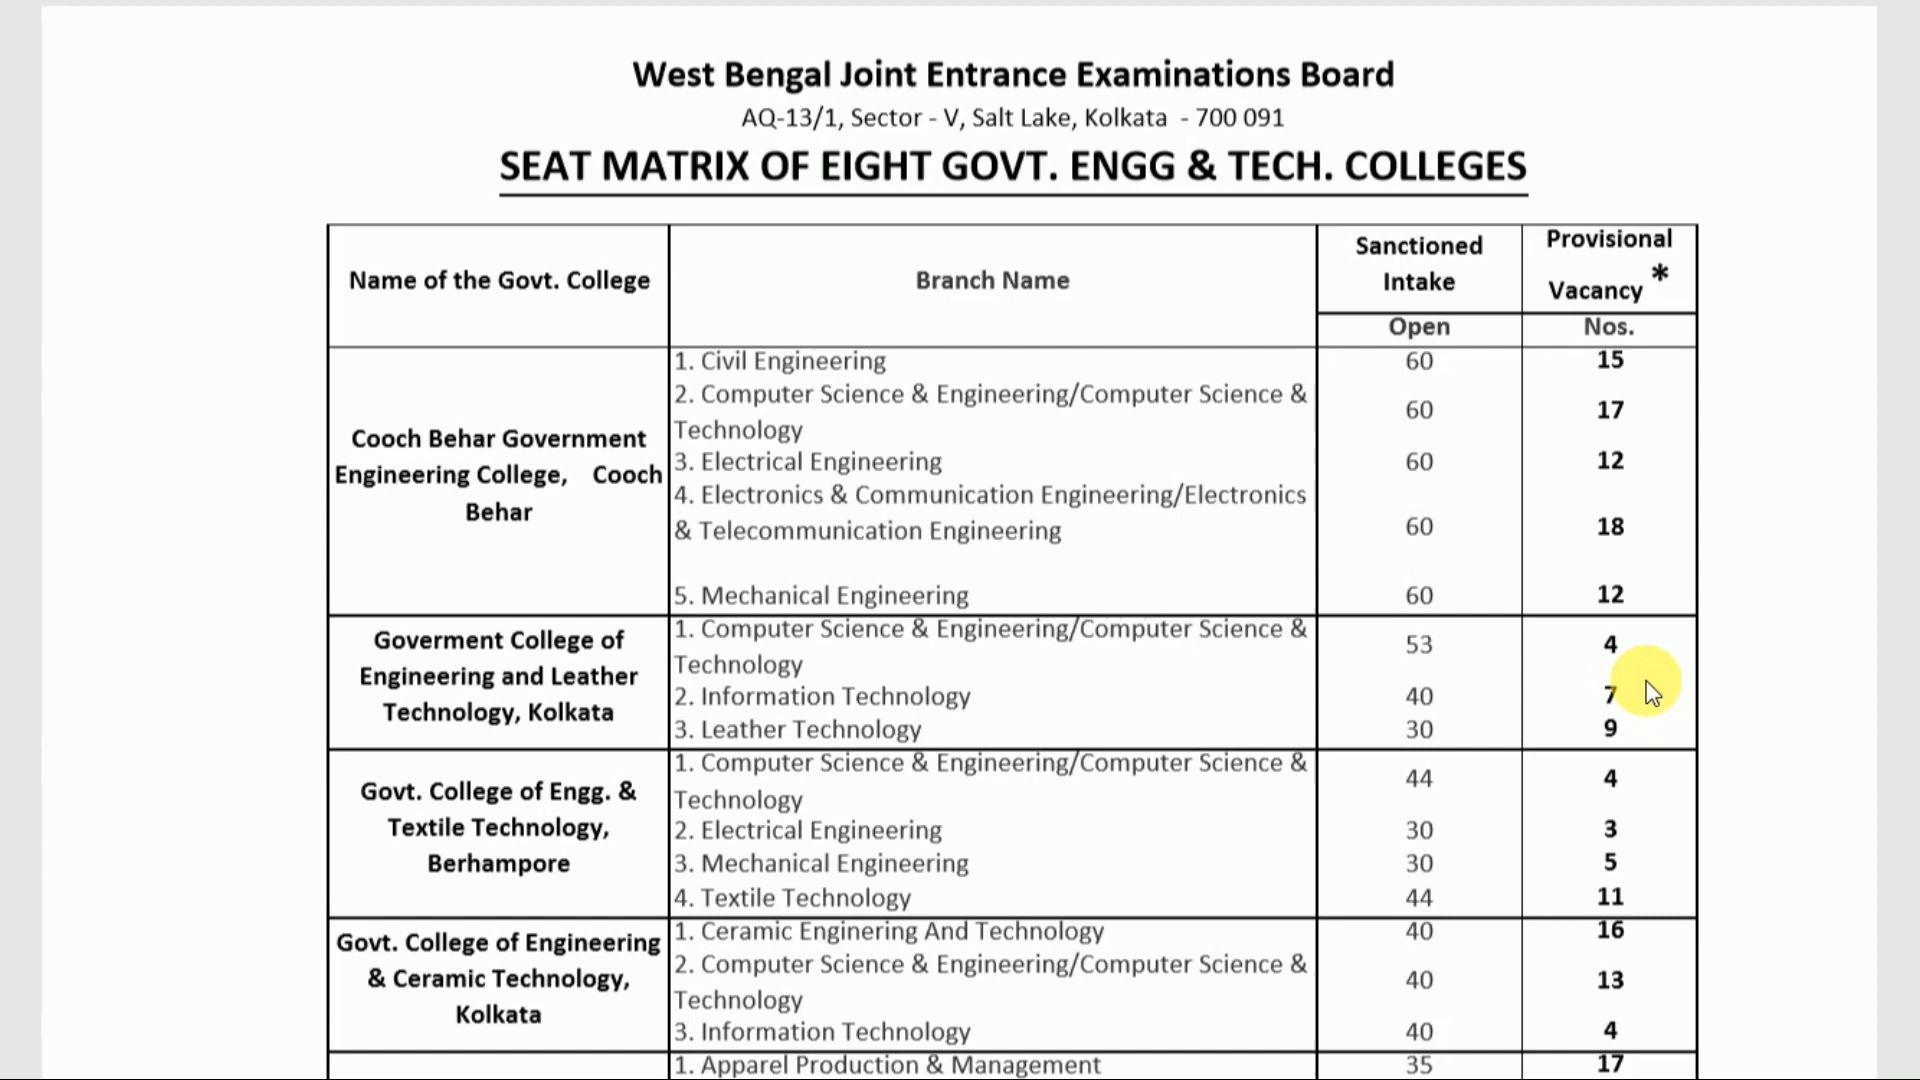 West Bengal Joint Entrance Examinations Board
AQ-13/1, Sector - V, Salt Lake, Kolkata - 700 091
SEAT MATRIX OF EIGHT GOVT. ENGG & TECH. COLLEGES
Name of the Govt. College Branch Name Sanctioned Intake Provisional Vacancy *
Open Nos.
Cooch Behar Government
Engineering College, Cooch
Behar
1. Civil Engineering 60 15
2. Computer Science & Engineering/Computer Science &
Technology 60 17
3. Electrical Engineering 60 12
4. Electronics & Communication Engineering/Electronics
& Telecommunication Engineering 60 18
5. Mechanical Engineering 60 12
Goverment College of
Engineering and Leather
Technology, Kolkata
1. Computer Science & Engineering/Computer Science &
Technology 53 4
2. Information Technology 40 7
3. Leather Technology 30 9
Govt. College of Engg. &
Textile Technology,
Berhampore
1. Computer Science & Engineering/Computer Science &
Technology 44 4
2. Electrical Engineering 30 3
3. Mechanical Engineering 30 5
4. Textile Technology 44 11
Govt. College of Engineering
& Ceramic Technology,
Kolkata
1. Ceramic Enginering And Technology 40 16
2. Computer Science & Engineering/Computer Science &
Technology 40 13
3. Information Technology 40 4
1. Apparel Production & Management 35 17